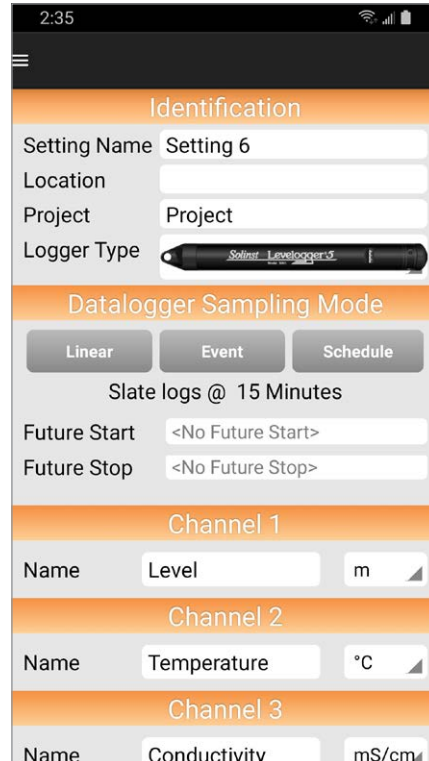 2:35
Identification
Setting Name Setting 6
Location
Project Project
Logger Type Solinst Levelogger 5
Datalogger Sampling Mode
Linear Event Schedule
Slate logs @ 15 Minutes
Future Start <No Future Start>
Future Stop <No Future Stop>
Channel 1
Name Level m
Channel 2
Name Temperature °C
Channel 3
Name Conductivity mS/cm